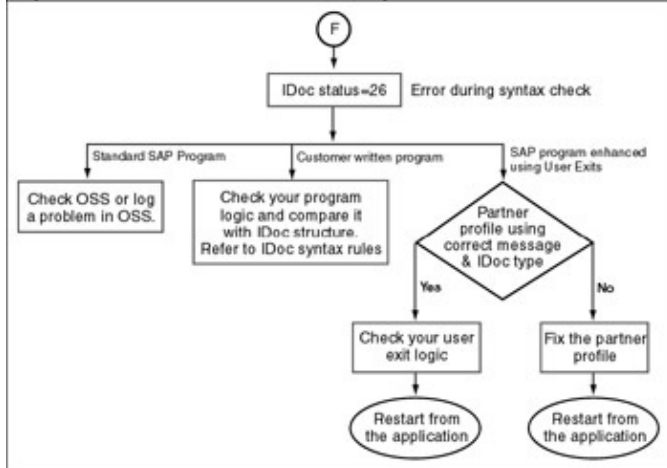 F
IDoc status=26
Error during syntax check
Standard SAP Program
Customer written program
SAP program enhanced
using User Exits
Check OSS or log
a problem in OSS.
Check your program
logic and compare it
with IDoc structure.
Refer to IDoc syntax rules
Partner
profile using
correct message
& IDoc type
Yes
No
Check your user
exit logic
Fix the partner
profile
Restart from
the application
Restart from
the application